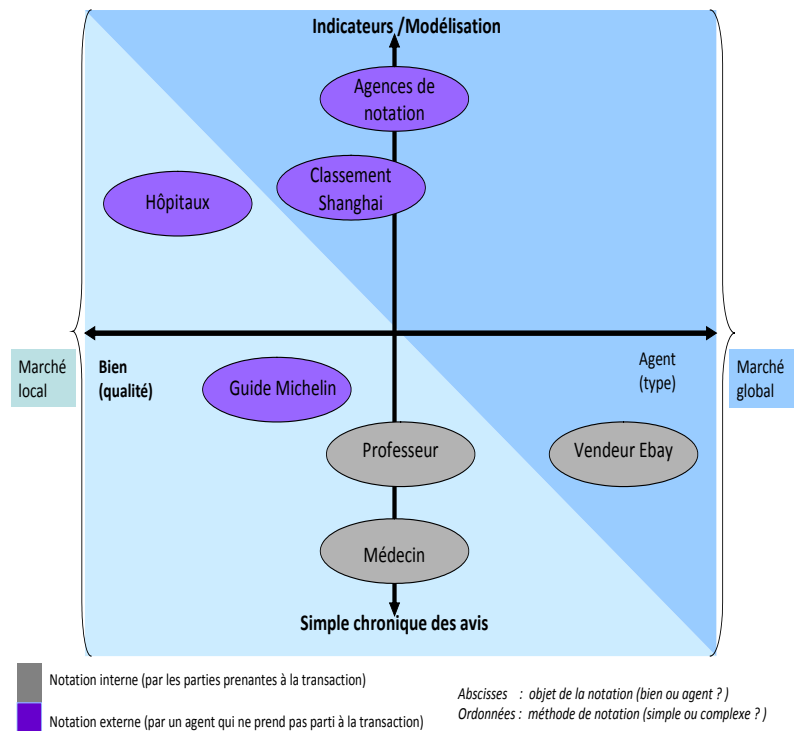 Indicateurs /Modélisation
Agences de
notation
Classement
Shanghai
Hôpitaux
Marché
local
Bien
(qualité)
Agent
(type)
Marché
global
Guide Michelin
Professeur
Vendeur Ebay
Médecin
Simple chronique des avis
Notation interne (par les parties prenantes à la transaction)
Notation externe (par un agent qui ne prend pas parti à la transaction)
Abscisses : objet de la notation (bien ou agent ? )
Ordonnées : méthode de notation (simple ou complexe ? )